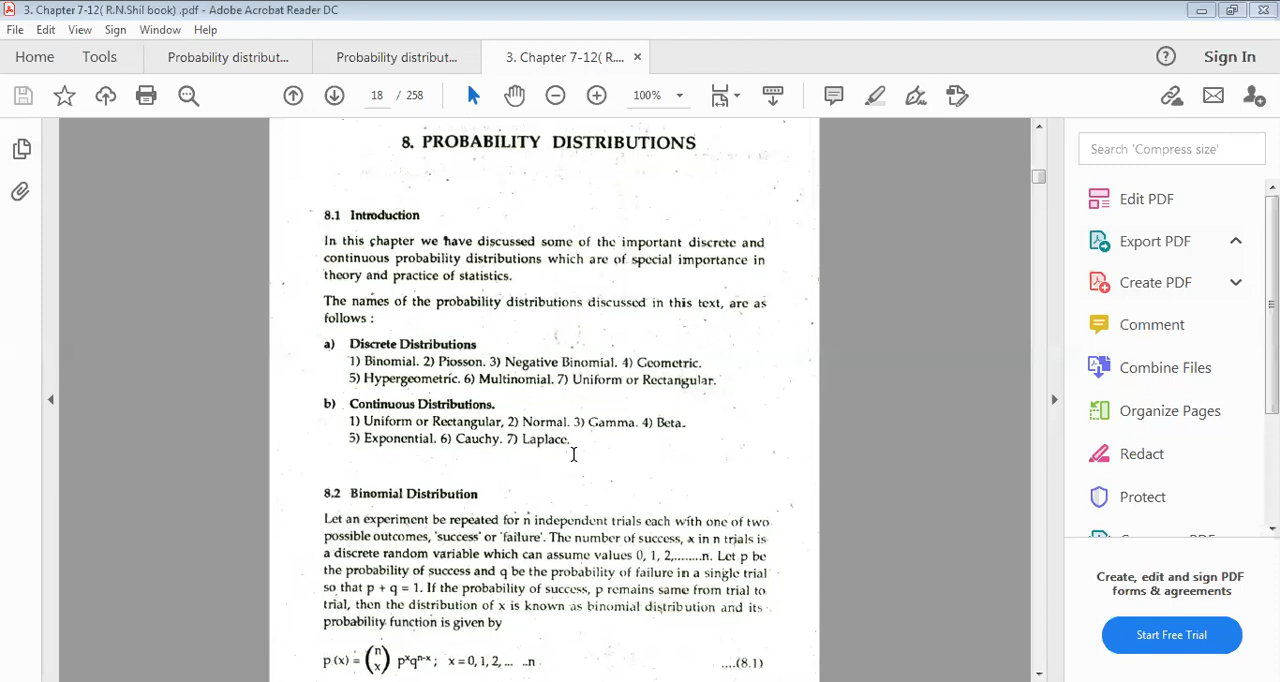 3. Chapter 7-12( R.N.Shil book) .pdf - Adobe Acrobat Reader DC
File Edit View Sign Window Help
Home Tools Probability distribut... Probability distribut... 3. Chapter 7-12( R.... × Sign In
18 / 258 100%
8. PROBABILITY DISTRIBUTIONS
8.1 Introduction
In this chapter we have discussed some of the important discrete and
continuous probability distributions which are of special importance in
theory and practice of statistics.
The names of the probability distributions discussed in this text, are as
follows :
a) Discrete Distributions
1) Binomial. 2) Piosson. 3) Negative Binomial. 4) Geometric.
5) Hypergeometric. 6) Multinomial. 7) Uniform or Rectangular.
b) Continuous Distributions.
1) Uniform or Rectangular, 2) Normal. 3) Gamma. 4) Beta.
5) Exponential. 6) Cauchy. 7) Laplace.
8.2 Binomial Distribution
Let an experiment be repeated for n independent trials each with one of two
possible outcomes, 'success' or 'failure'. The number of success, x in n trials is
a discrete random variable which can assume values 0, 1, 2,........n. Let p be
the probability of success and q be the probability of failure in a single trial
so that p + q = 1. If the probability of success, p remains same from trial to
trial, then the distribution of x is known as binomial distribution and its
probability function is given by
p (x) = (n x) pˣqⁿ⁻ˣ; x = 0, 1, 2, ... ..n ....(8.1)
Search 'Compress size'
Edit PDF
Export PDF
Create PDF
Comment
Combine Files
Organize Pages
Redact
Protect
Create, edit and sign PDF
forms & agreements
Start Free Trial